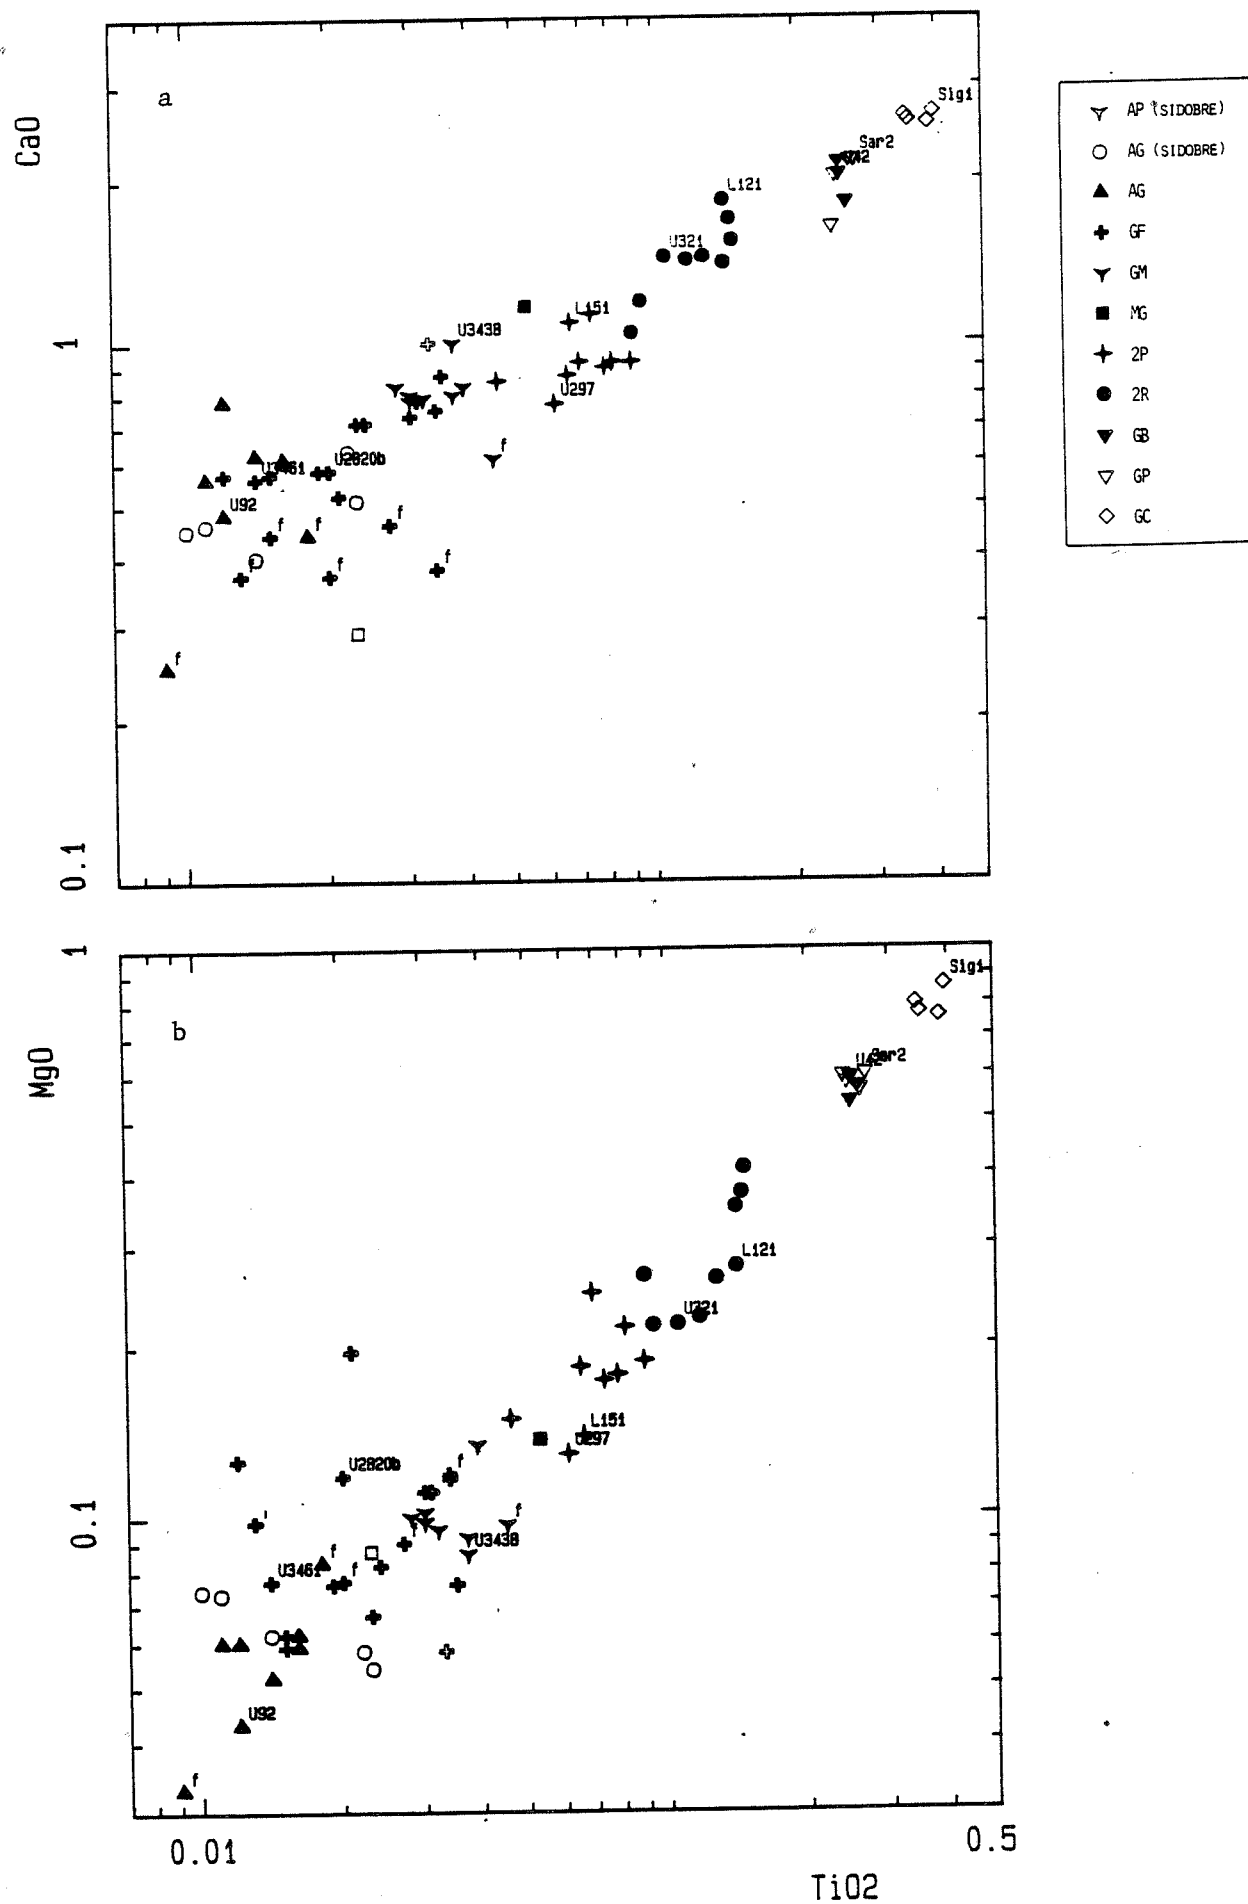 a
CaO
1
0.1
Sig1
Sar2
L121
U321
L151
U3438
U297
U2820b
U3461
U92
f
f
f
f
f
f
f
AP (SIDOBRE)
AG (SIDOBRE)
AG
GF
GM
MG
2P
2R
GB
GP
GC
b
MgO
1
0.1
Sig1
U42
Sar2
L121
U321
L151
U297
U2820b
f
f
f
U3438
U3461
f
f
U92
f
0.01
0.5
TiO2